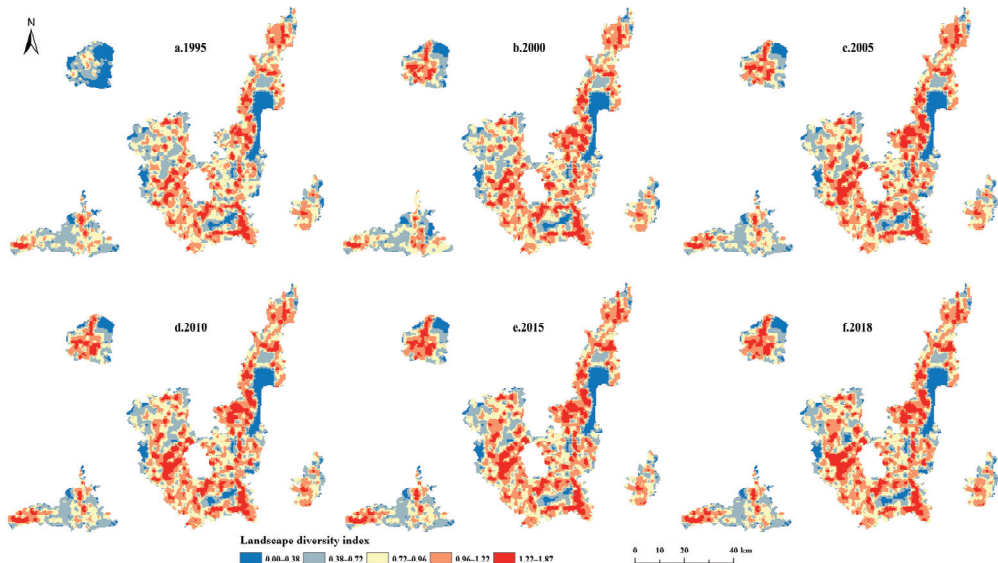 N
a.1995
b.2000
c.2005
d.2010
e.2015
f.2018
Landscape diversity index
0.00–0.38 0.38–0.72 0.72–0.96 0.96–1.22 1.22–1.87
0 10 20 40 km